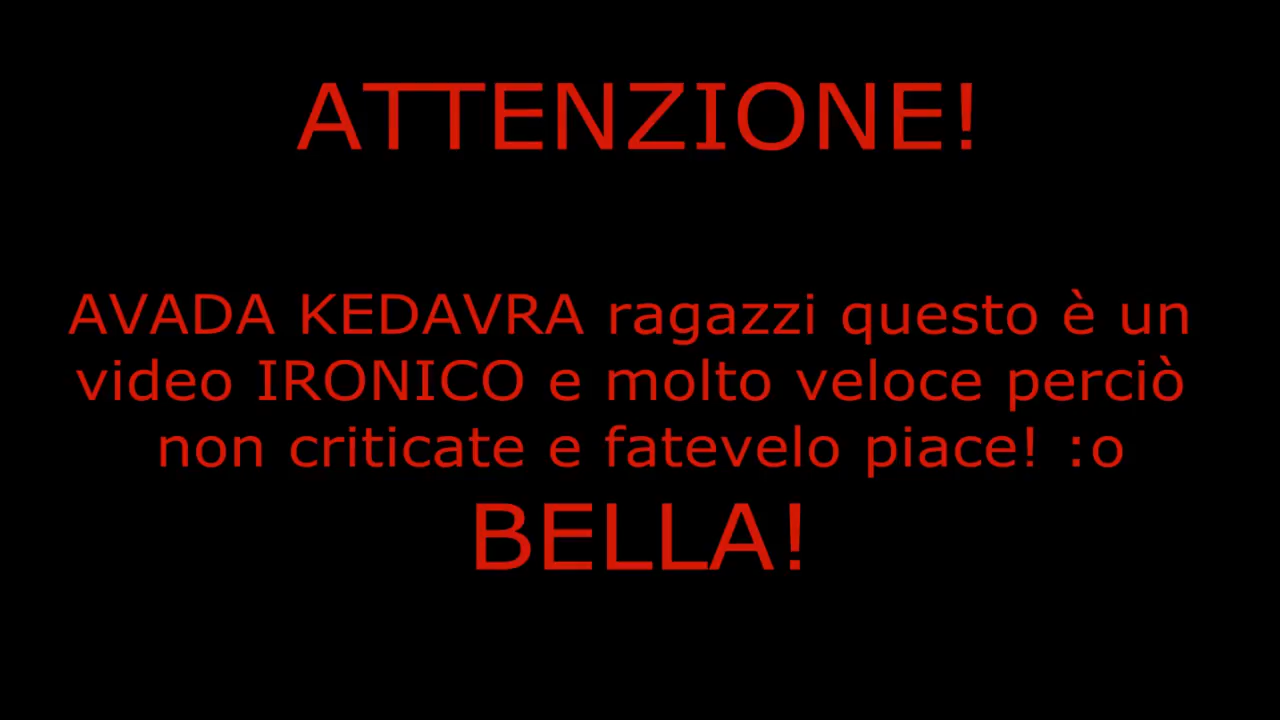 ATTENZIONE!
AVADA KEDAVRA ragazzi questo è un
video IRONICO e molto veloce perciò
non criticate e fatevelo piace! :o
BELLA!